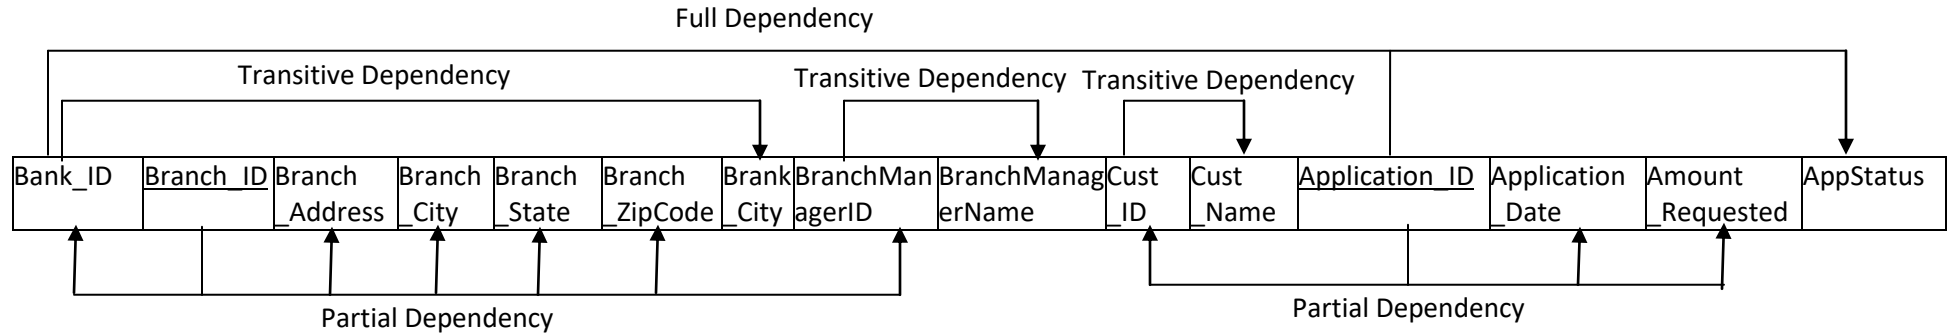 Full Dependency
Transitive Dependency
Transitive Dependency
Transitive Dependency
Bank_ID
Branch_ID
Branch
_Address
Branch
_City
Branch
_State
Branch
_ZipCode
Brank
_City
BranchMan
agerID
BranchManag
erName
Cust
_ID
Cust
_Name
Application_ID
Application
_Date
Amount
_Requested
AppStatus
Partial Dependency
Partial Dependency